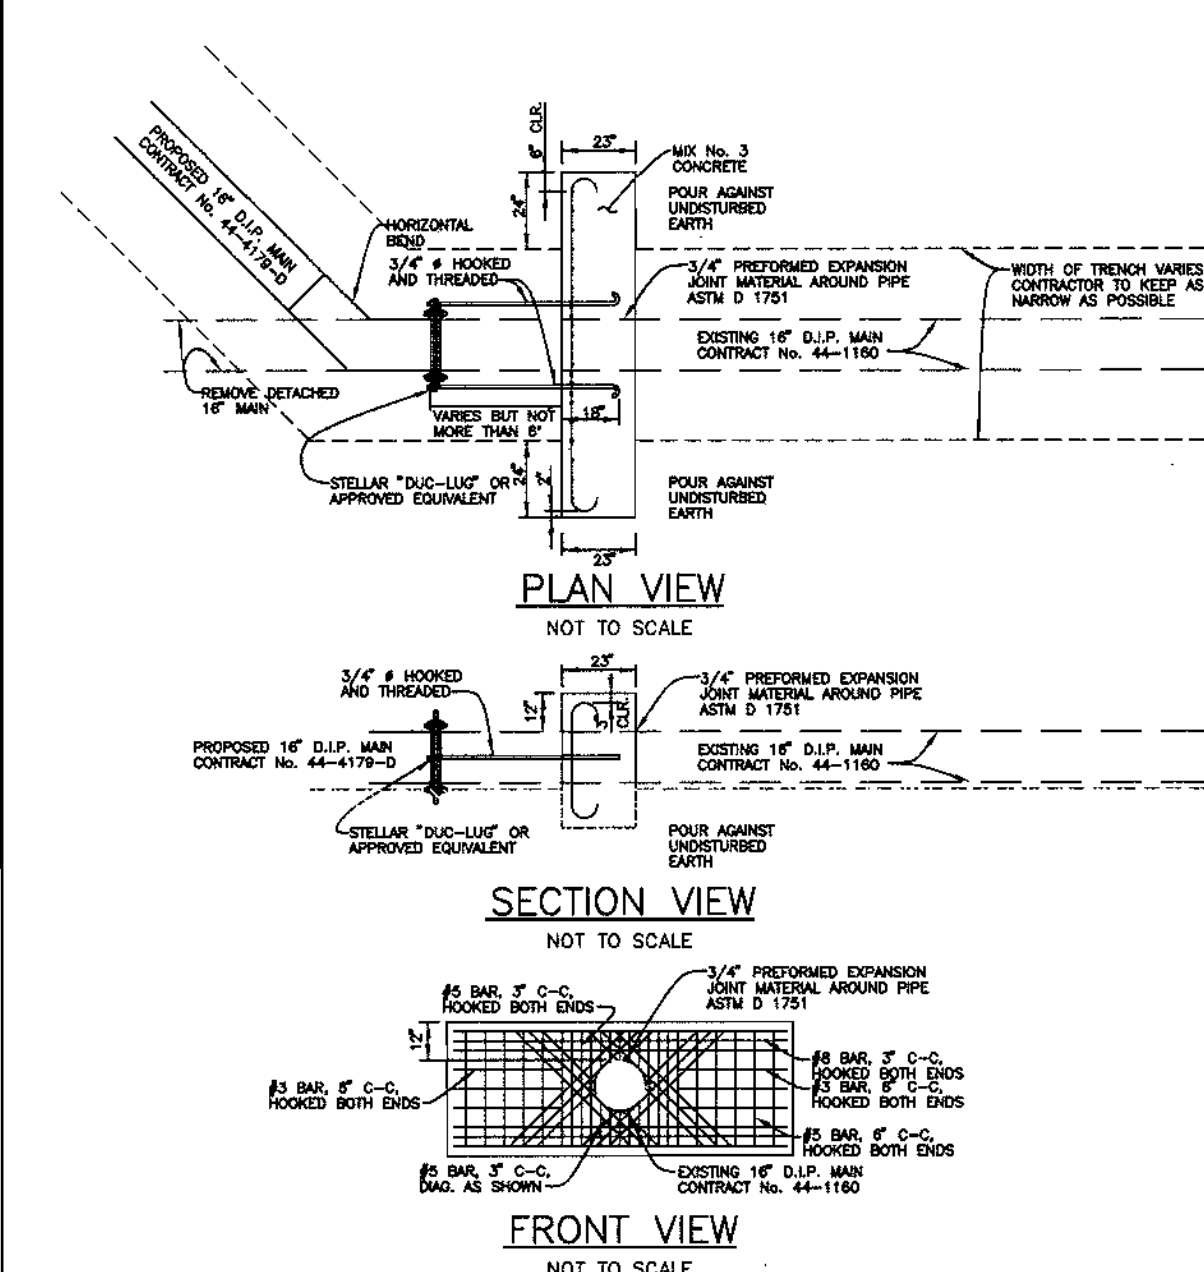 6" CLR.
23"
MIX No. 3
CONCRETE
POUR AGAINST
UNDISTURBED
EARTH
24"
PROPOSED 16" D.I.P. MAIN
CONTRACT No. 44-4179-D
HORIZONTAL
BEND
3/4" ø HOOKED
AND THREADED
3/4" PREFORMED EXPANSION
JOINT MATERIAL AROUND PIPE
ASTM D 1751
WIDTH OF TRENCH VARIES
CONTRACTOR TO KEEP AS
NARROW AS POSSIBLE
EXISTING 16" D.I.P. MAIN
CONTRACT No. 44-1160
REMOVE DETACHED
16" MAIN
VARIES BUT NOT
MORE THAN 6'
18"
STELLAR "DUC-LUG" OR
APPROVED EQUIVALENT
24"
2"
POUR AGAINST
UNDISTURBED
EARTH
23"
PLAN VIEW
NOT TO SCALE
23"
3/4" ø HOOKED
AND THREADED
12"
3"
CLR.
3/4" PREFORMED EXPANSION
JOINT MATERIAL AROUND PIPE
ASTM D 1751
PROPOSED 16" D.I.P. MAIN
CONTRACT No. 44-4179-D
EXISTING 16" D.I.P. MAIN
CONTRACT No. 44-1160
STELLAR "DUC-LUG" OR
APPROVED EQUIVALENT
POUR AGAINST
UNDISTURBED
EARTH
SECTION VIEW
NOT TO SCALE
3/4" PREFORMED EXPANSION
JOINT MATERIAL AROUND PIPE
ASTM D 1751
#5 BAR, 3" C-C,
HOOKED BOTH ENDS
12"
#8 BAR, 3" C-C,
HOOKED BOTH ENDS
#3 BAR, 6" C-C,
HOOKED BOTH ENDS
#3 BAR, 6" C-C,
HOOKED BOTH ENDS
#5 BAR, 6" C-C,
HOOKED BOTH ENDS
#5 BAR, 3" C-C,
DIAG. AS SHOWN
EXISTING 16" D.I.P. MAIN
CONTRACT No. 44-1160
FRONT VIEW
NOT TO SCALE